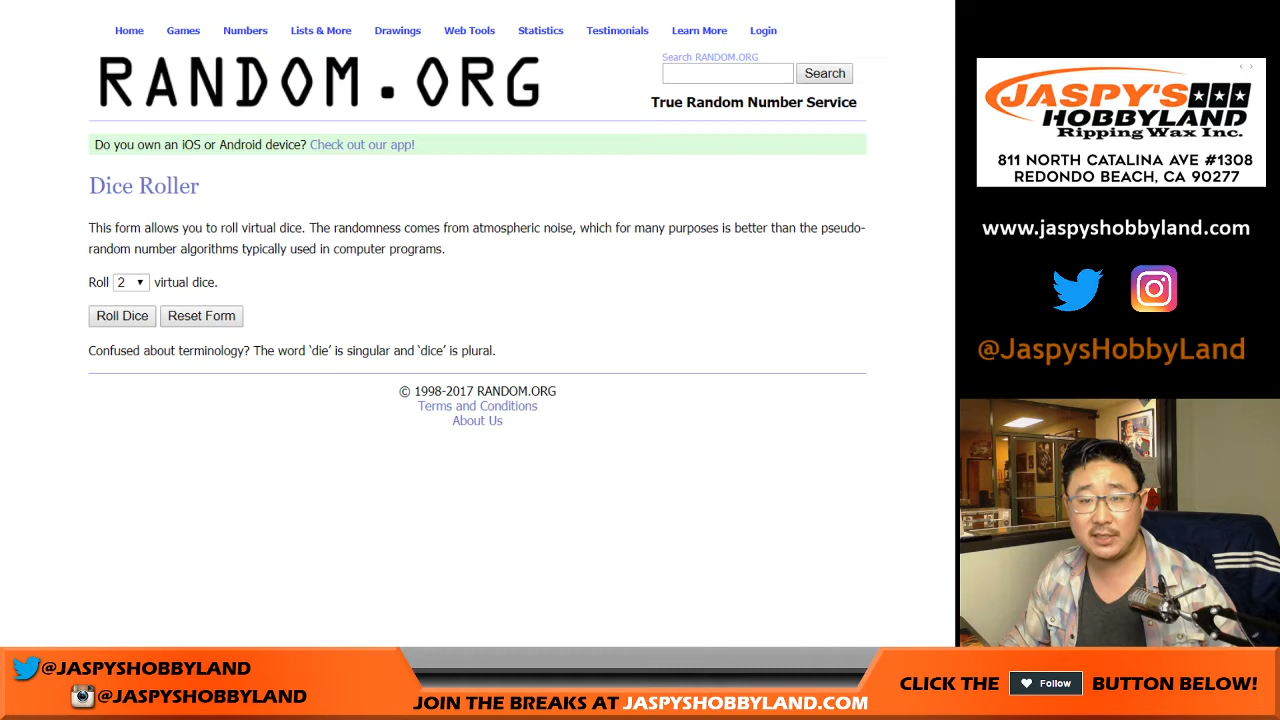 Home Games Numbers Lists & More Drawings Web Tools Statistics Testimonials Learn More Login
RANDOM.ORG
Search RANDOM.ORG
Search
True Random Number Service
Do you own an iOS or Android device? Check out our app!
Dice Roller
This form allows you to roll virtual dice. The randomness comes from atmospheric noise, which for many purposes is better than the pseudo-
random number algorithms typically used in computer programs.
Roll 2 virtual dice.
Roll Dice Reset Form
Confused about terminology? The word ‘die’ is singular and ‘dice’ is plural.
© 1998-2017 RANDOM.ORG
Terms and Conditions
About Us
JASPY'S
HOBBYLAND
Ripping Wax Inc.
811 NORTH CATALINA AVE #1308
REDONDO BEACH, CA 90277
www.jaspyshobbyland.com
@JaspysHobbyLand
@JASPYSHOBBYLAND
@JASPYSHOBBYLAND
JOIN THE BREAKS AT JASPYSHOBBYLAND.COM
CLICK THE Follow BUTTON BELOW!